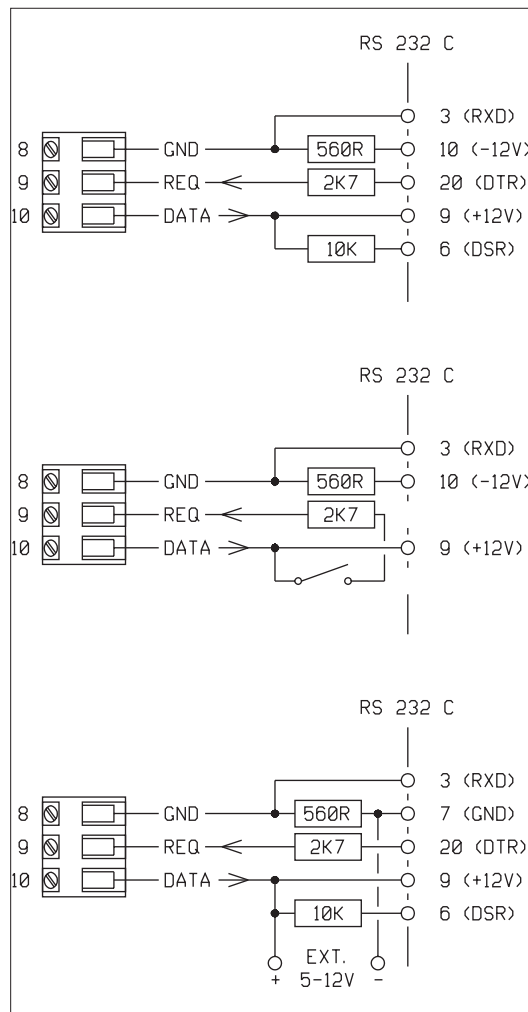 RS 232 C
3 (RXD)
8 GND 560R 10 (-12V)
9 REQ 2K7 20 (DTR)
10 DATA 9 (+12V)
10K 6 (DSR)
RS 232 C
3 (RXD)
8 GND 560R 10 (-12V)
9 REQ 2K7
10 DATA 9 (+12V)
RS 232 C
3 (RXD)
8 GND 560R 7 (GND)
9 REQ 2K7 20 (DTR)
10 DATA 9 (+12V)
10K 6 (DSR)
EXT.
+ 5-12V -